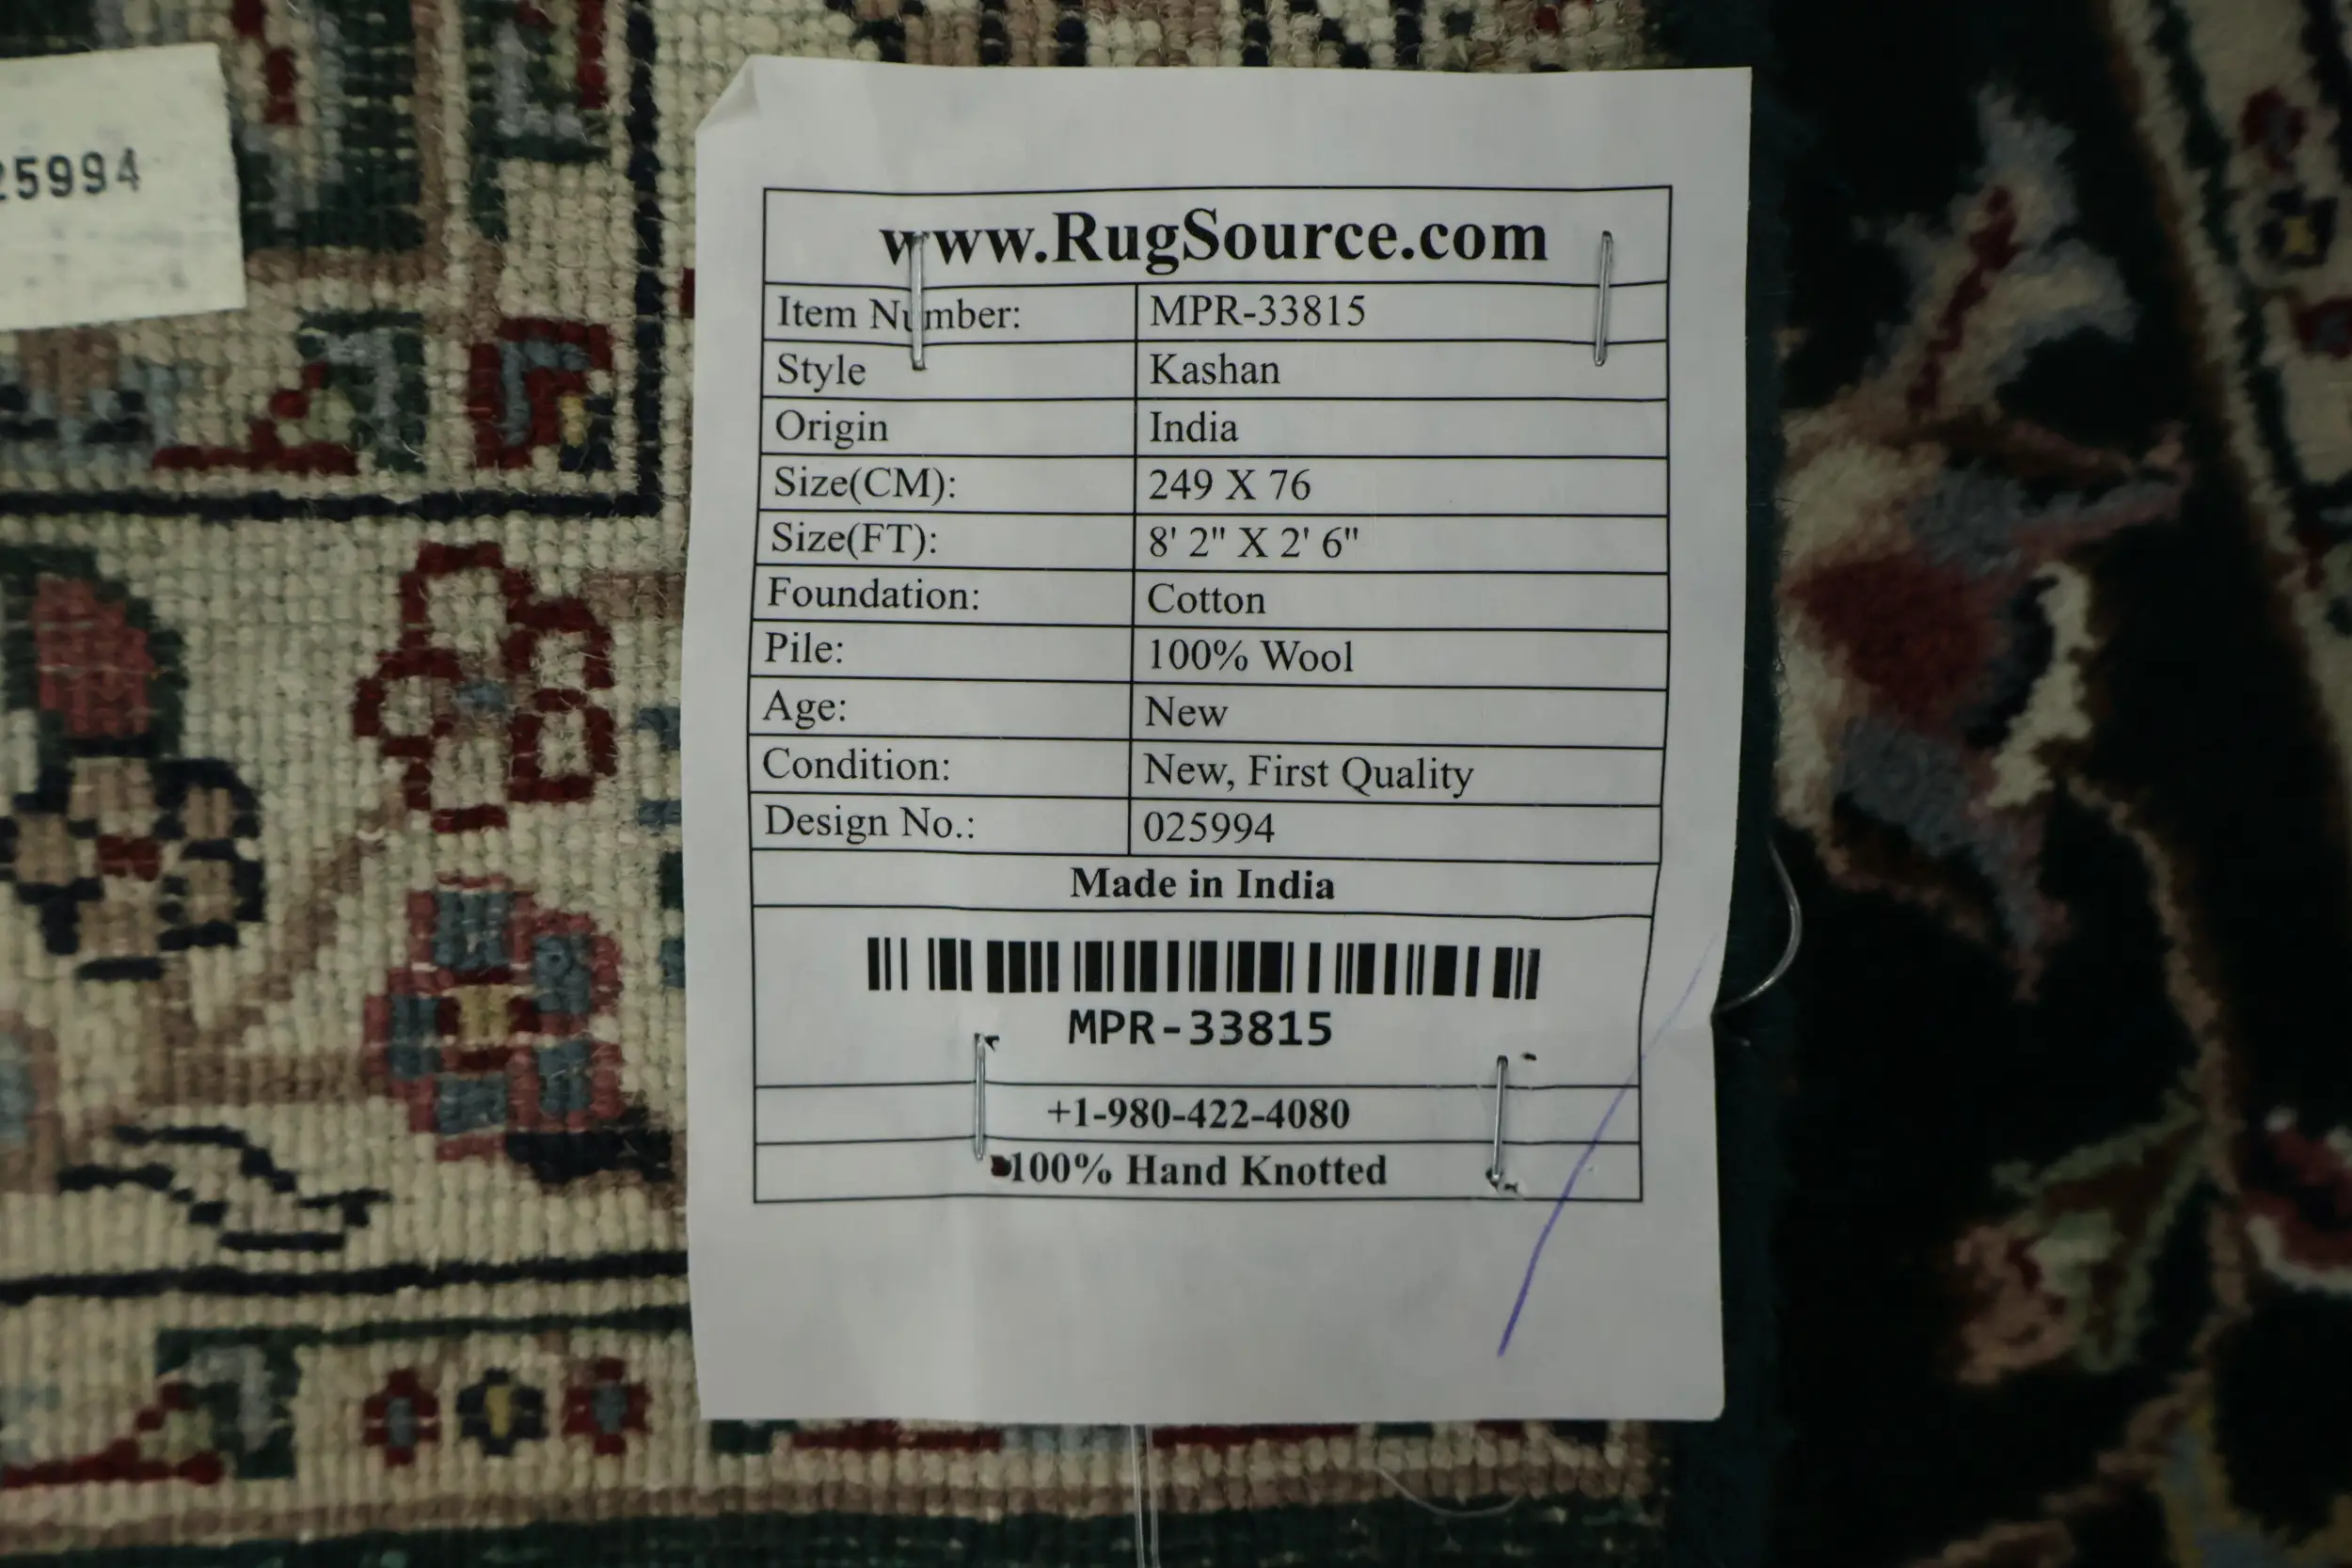 25994
www.RugSource.com
Item Number: MPR-33815
Style Kashan
Origin India
Size(CM): 249 X 76
Size(FT): 8' 2" X 2' 6"
Foundation: Cotton
Pile: 100% Wool
Age: New
Condition: New, First Quality
Design No.: 025994
Made in India
MPR-33815
+1-980-422-4080
100% Hand Knotted